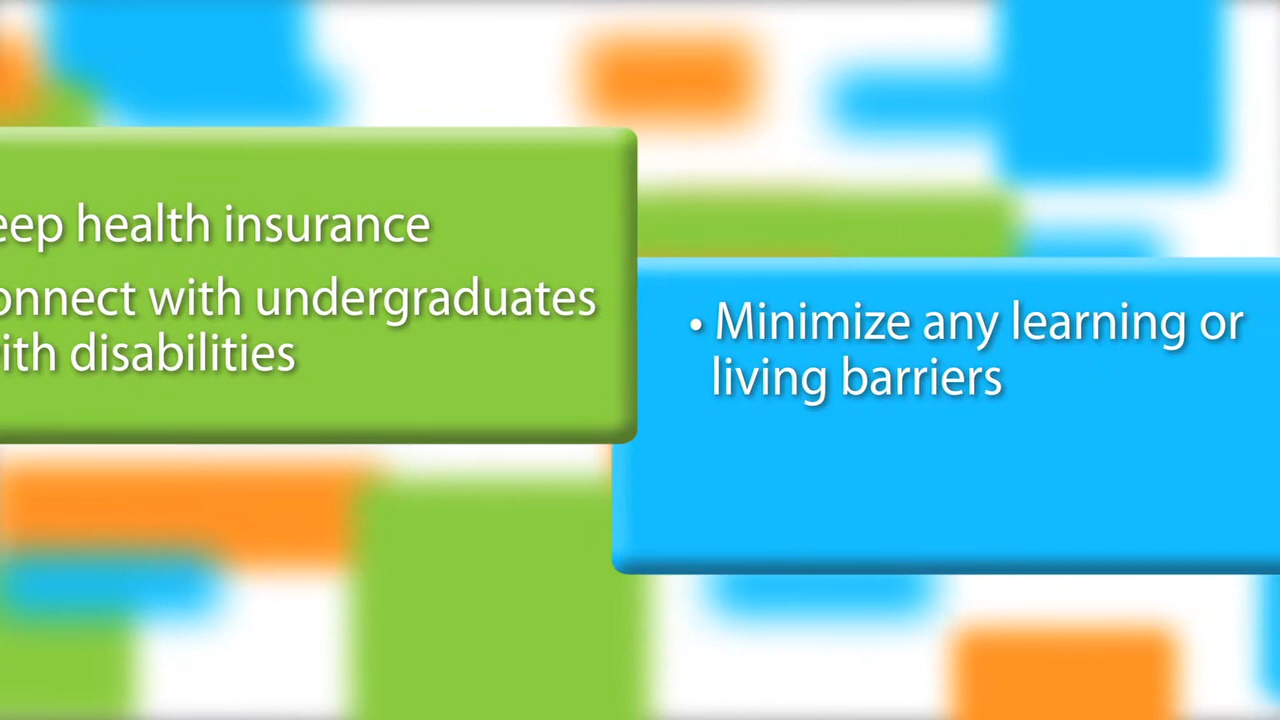 eep health insurance
onnect with undergraduates
ith disabilities
• Minimize any learning or
living barriers